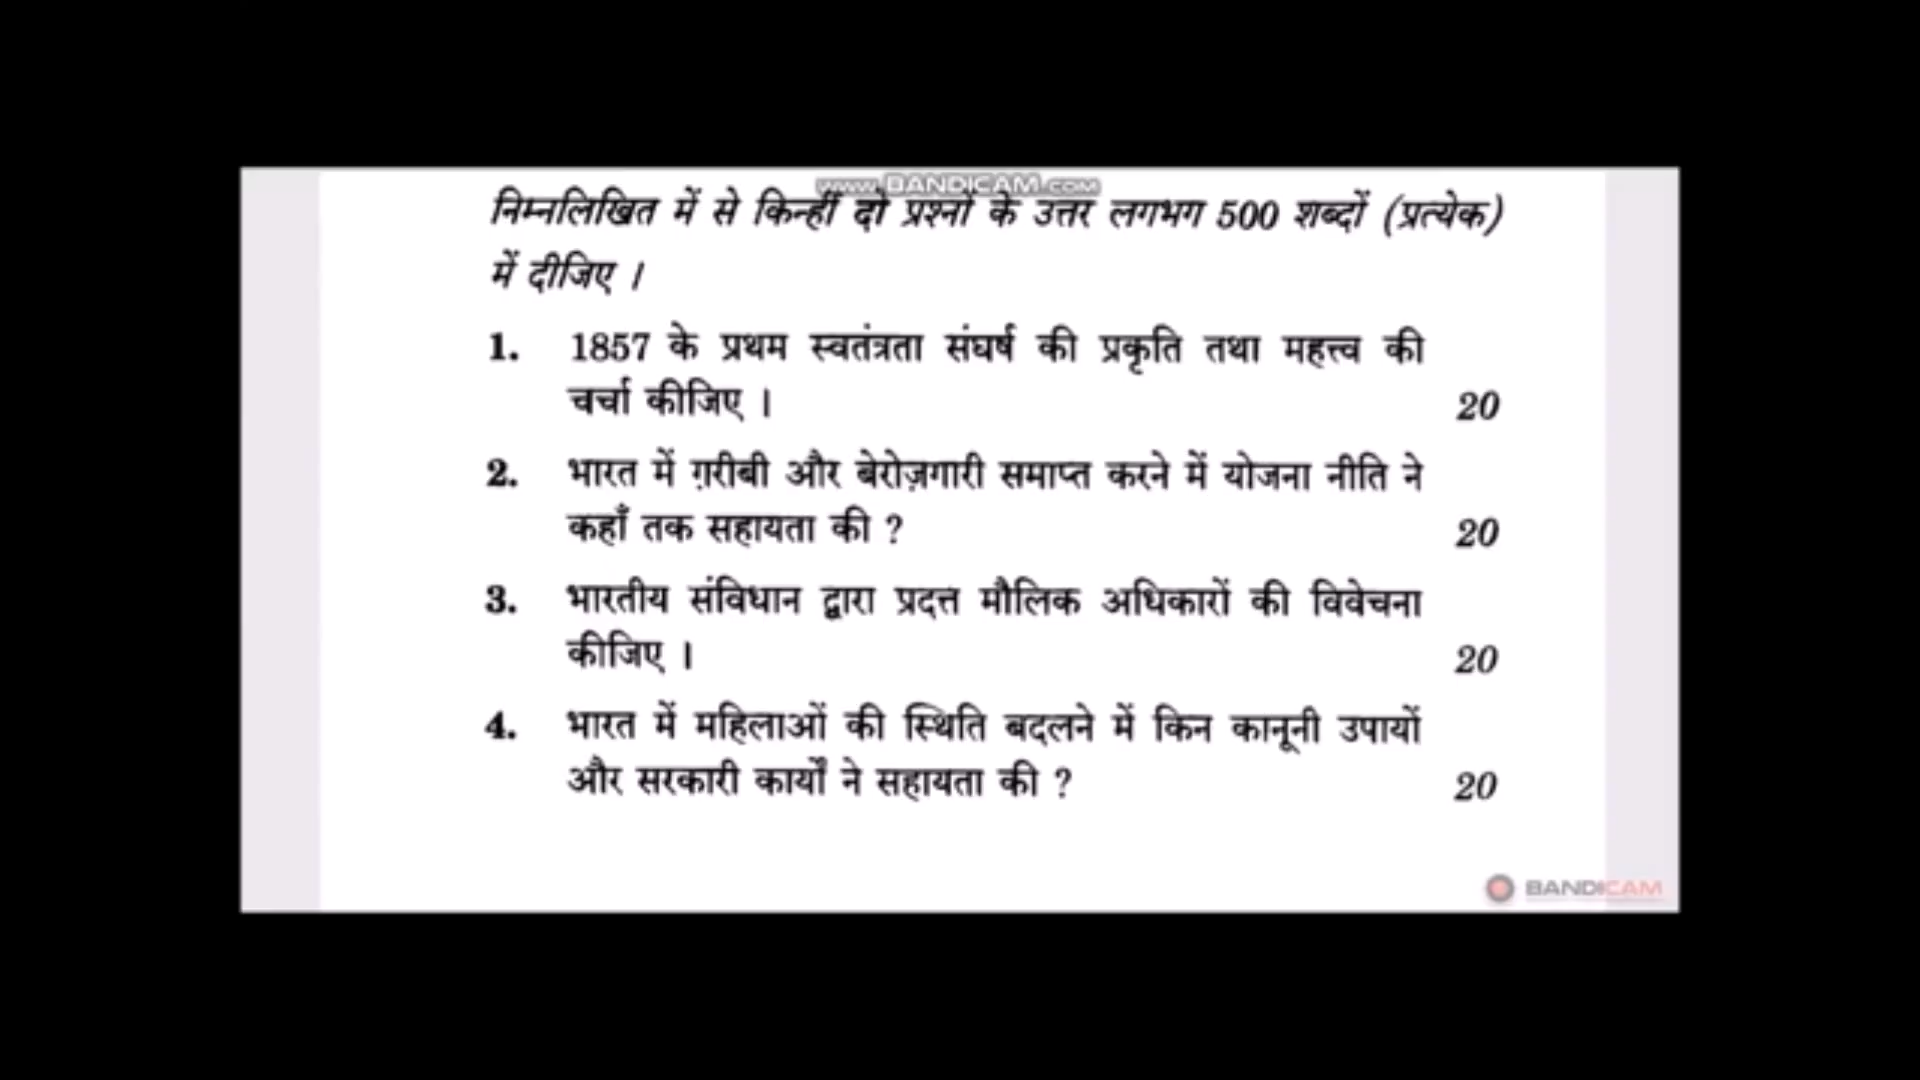 www.BANDICAM.com
निम्नलिखित में से किन्हीं दो प्रश्नों के उत्तर लगभग 500 शब्दों (प्रत्येक)
में दीजिए ।
1. 1857 के प्रथम स्वतंत्रता संघर्ष की प्रकृति तथा महत्त्व की
चर्चा कीजिए । 20
2. भारत में ग़रीबी और बेरोज़गारी समाप्त करने में योजना नीति ने
कहाँ तक सहायता की ? 20
3. भारतीय संविधान द्वारा प्रदत्त मौलिक अधिकारों की विवेचना
कीजिए । 20
4. भारत में महिलाओं की स्थिति बदलने में किन कानूनी उपायों
और सरकारी कार्यों ने सहायता की ? 20
BANDICAM